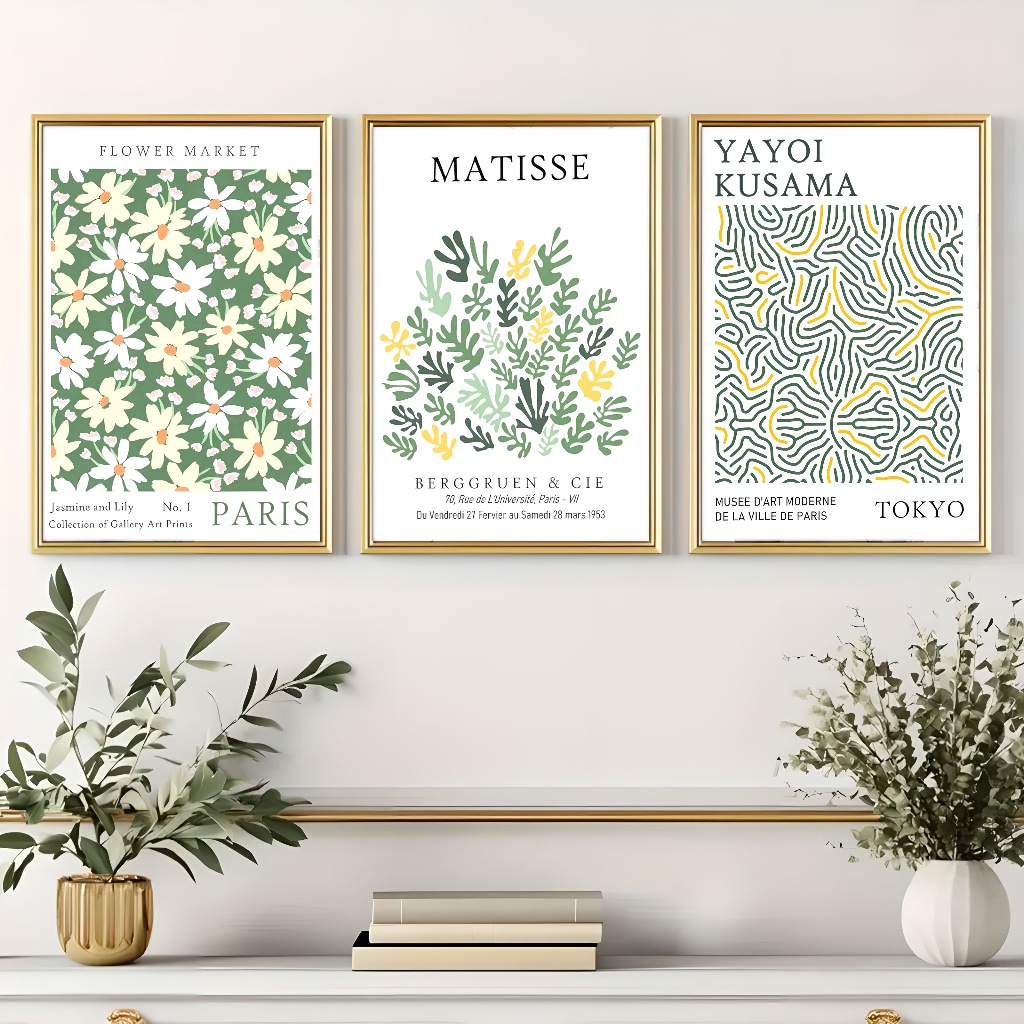 FLOWER MARKET
Jasmine and Lily No. 1
Collection of Gallery Art Prints
PARIS
MATISSE
BERGGRUEN & CIE
70, Rue de L'Université, Paris - VII
Du Vendredi 27 Fervier au Samedi 28 mars 1953
YAYOI
KUSAMA
MUSEE D'ART MODERNE
DE LA VILLE DE PARIS
TOKYO